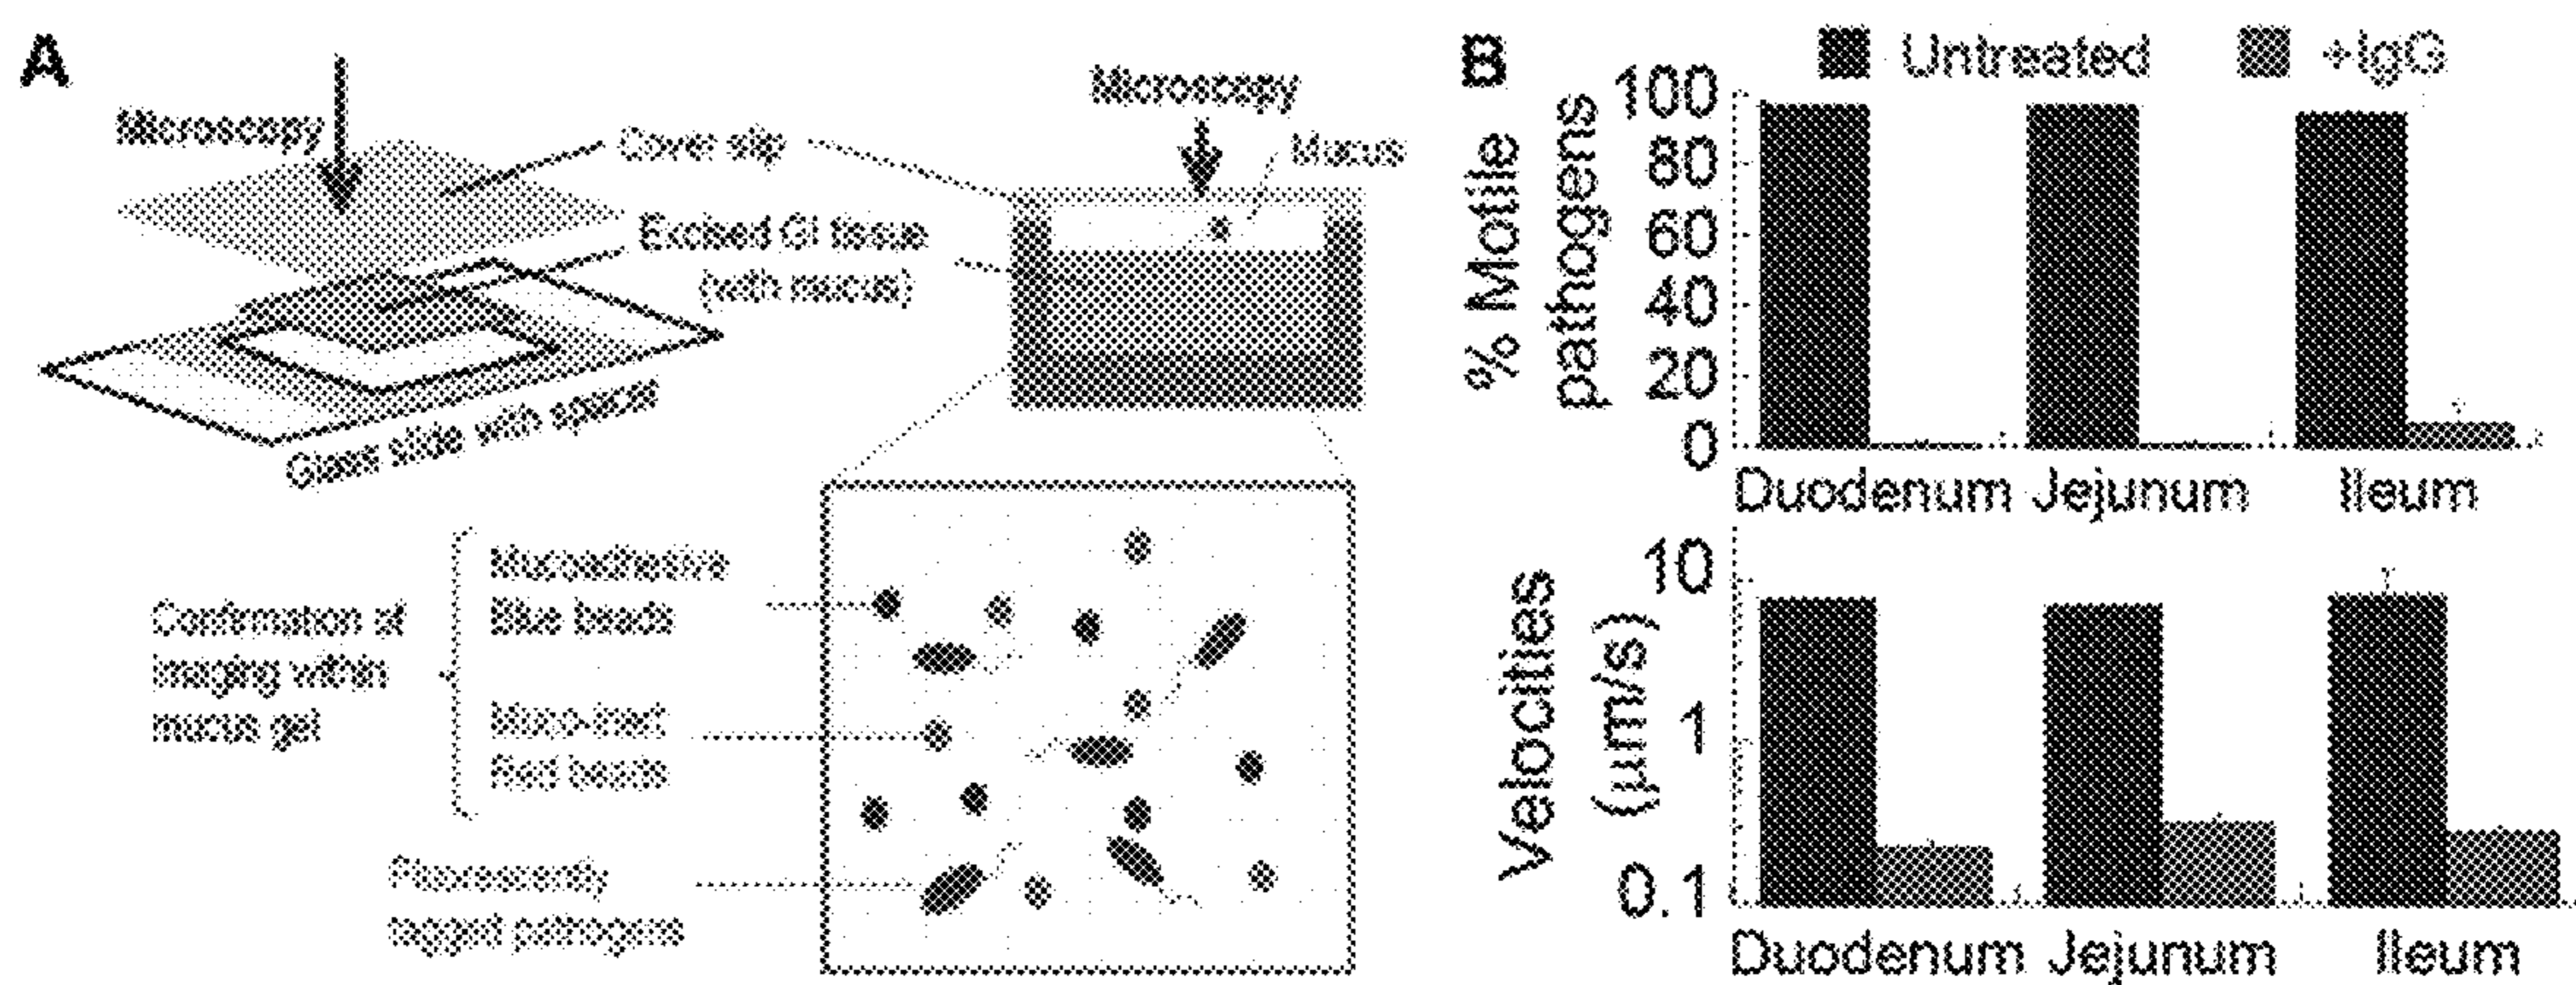 A
Microscopy
Cover slip
Excised GI tissue
(with mucus)
Glass slide with spacer
Microscopy
Mucus
Confirmation of
imaging within
mucus gel
Mucoadhesive
Blue beads
Muco-inert
Red beads
Fluorescently
tagged pathogens
B
Untreated
+IgG
% Motile
pathogens
100
80
60
40
20
0
Duodenum Jejunum Ileum
Velocities
(μm/s)
10
1
0.1
Duodenum Jejunum Ileum